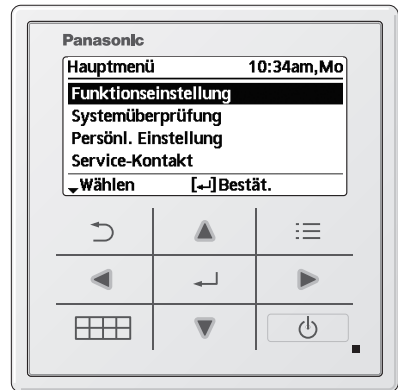 Panasonic
Hauptmenü 10:34am,Mo
Funktionseinstellung
Systemüberprüfung
Persönl. Einstellung
Service-Kontakt
Wählen [↵]Bestät.